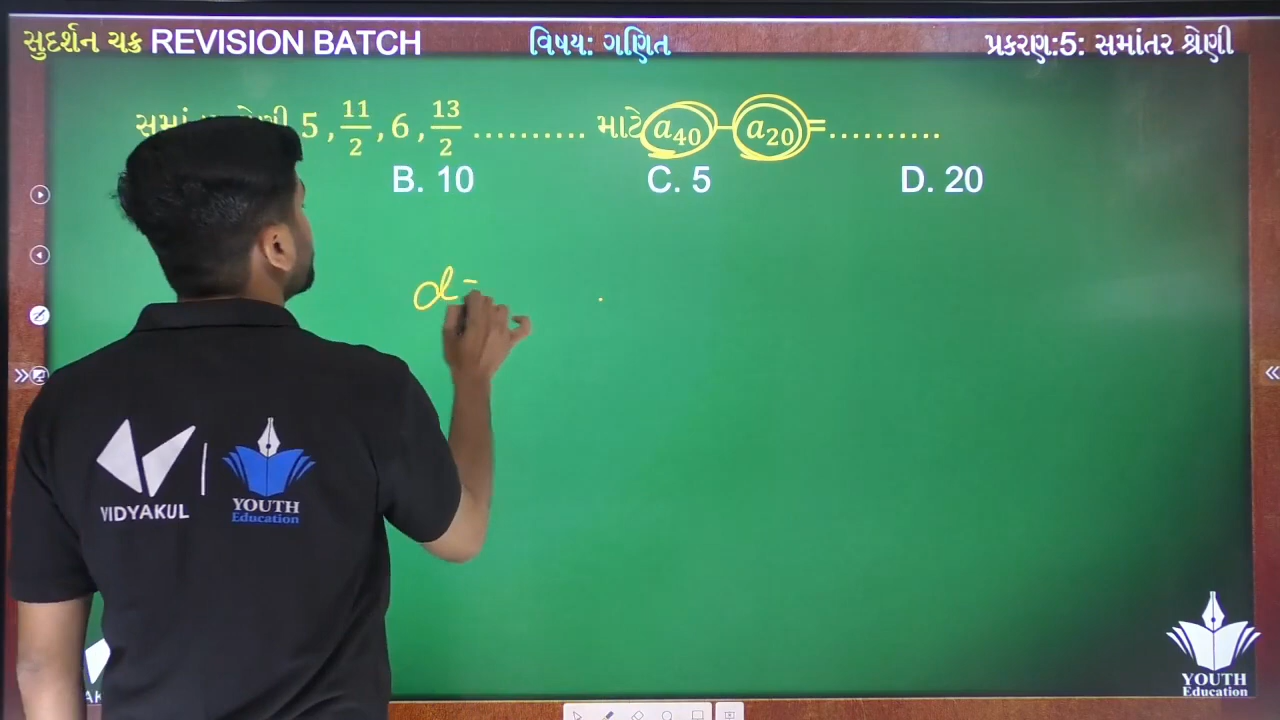 સુદર્શન ચક્ર REVISION BATCH
વિષય: ગણિત
પ્રકરણ:5: સમાંતર શ્રેણી
5 , 11/2 , 6 , 13/2 .......... માટે a₄₀ – a₂₀ =..........
B. 10 C. 5 D. 20
d =
VIDYAKUL
YOUTH
Education
YOUTH
Education